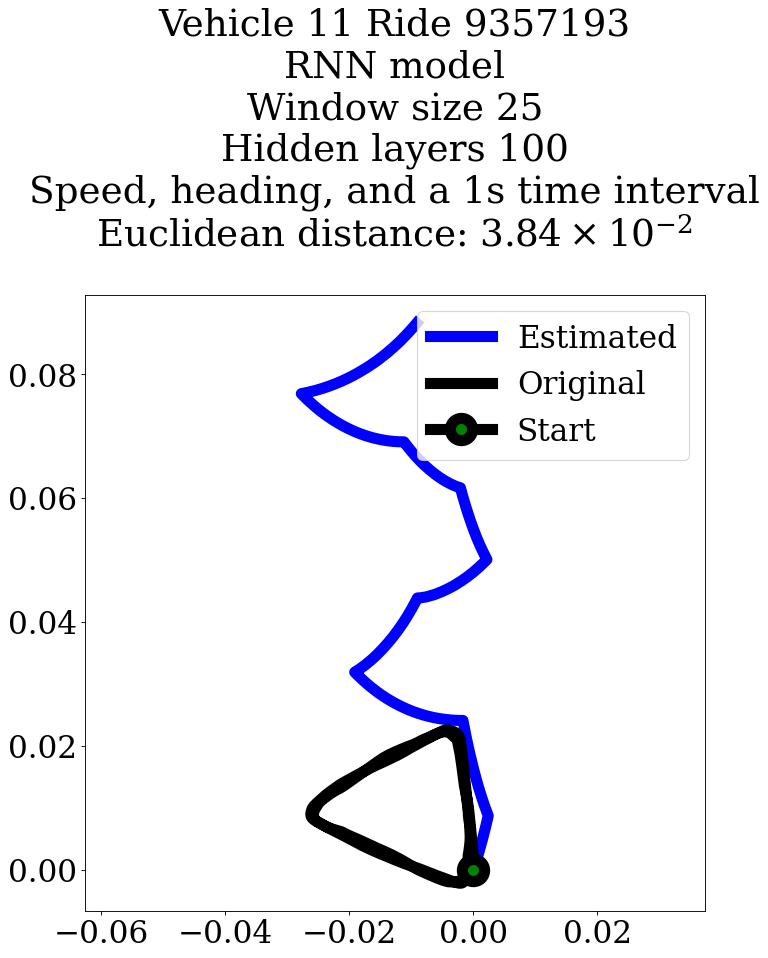 Vehicle 11 Ride 9357193
RNN model
Window size 25
Hidden layers 100
Speed, heading, and a 1s time interval
Euclidean distance: 3.84 × 10⁻²
Estimated
Original
Start
0.08
0.06
0.04
0.02
0.00
−0.06 −0.04 −0.02 0.00 0.02